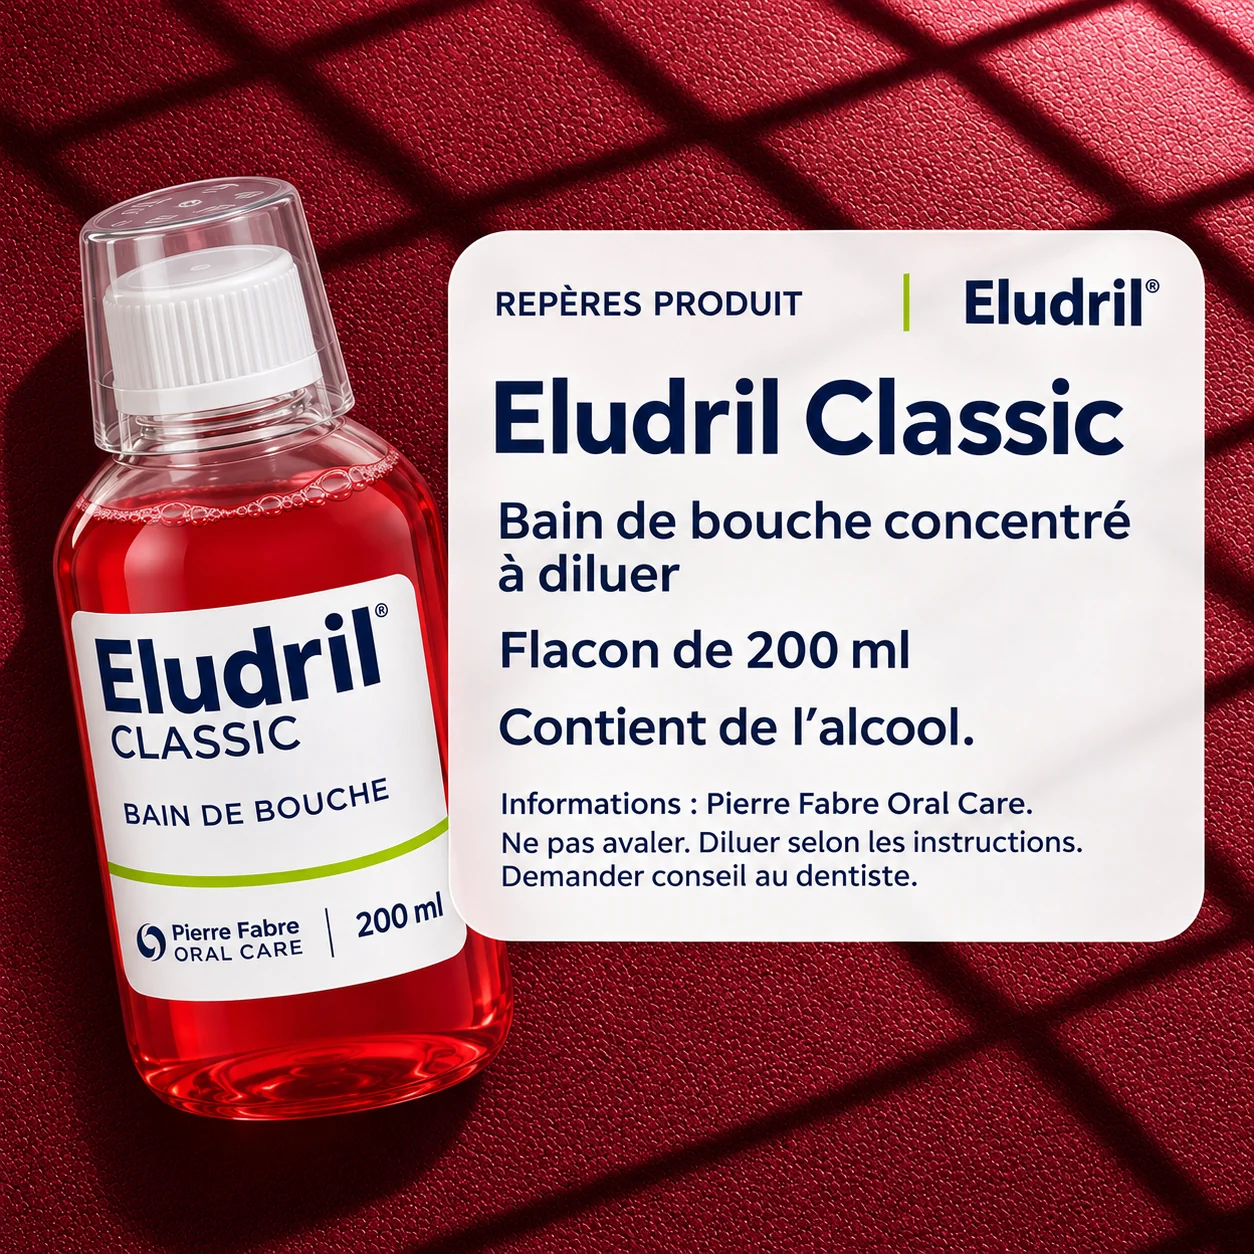 Eludril®
CLASSIC
BAIN DE BOUCHE
Pierre Fabre
ORAL CARE
200 ml
REPÈRES PRODUIT
Eludril®
Eludril Classic
Bain de bouche concentré
à diluer
Flacon de 200 ml
Contient de l’alcool.
Informations : Pierre Fabre Oral Care.
Ne pas avaler. Diluer selon les instructions.
Demander conseil au dentiste.